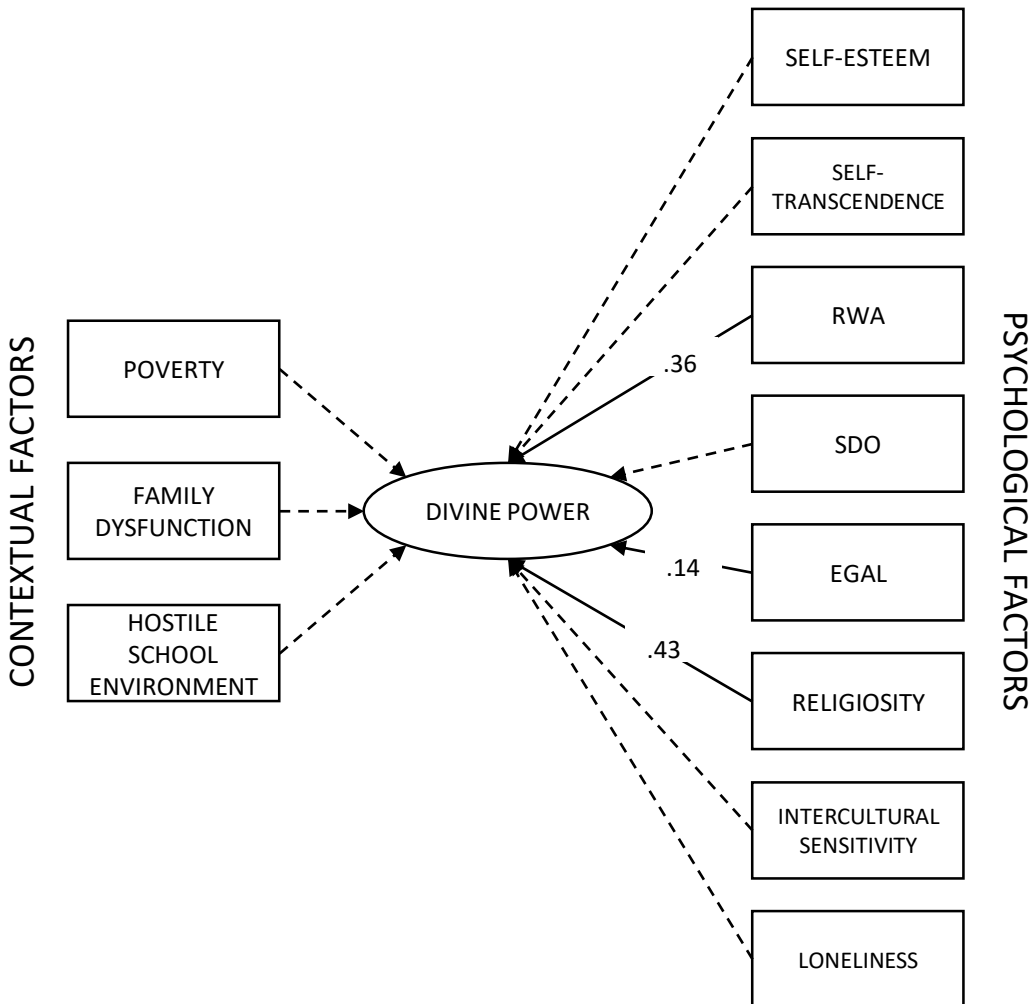 CONTEXTUAL FACTORS
POVERTY
FAMILY
DYSFUNCTION
HOSTILE
SCHOOL
ENVIRONMENT
DIVINE POWER
.36
.14
.43
SELF-ESTEEM
SELF-
TRANSCENDENCE
RWA
SDO
EGAL
RELIGIOSITY
INTERCULTURAL
SENSITIVITY
LONELINESS
PSYCHOLOGICAL FACTORS